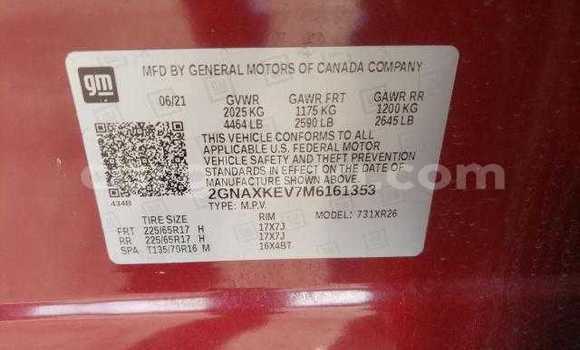 gm
MFD BY GENERAL MOTORS OF CANADA COMPANY
06/21 GVWR GAWR FRT GAWR RR
2025 KG 1175 KG 1200 KG
4464 LB 2590 LB 2645 LB
THIS VEHICLE CONFORMS TO ALL
APPLICABLE U.S. FEDERAL MOTOR
VEHICLE SAFETY AND THEFT PREVENTION
STANDARDS IN EFFECT ON THE DATE OF
MANUFACTURE SHOWN ABOVE.
434B 2GNAXKEV7M6161353
TYPE: M.P.V. MODEL: 731XR26
TIRE SIZE RIM
FRT 225/65R17 H 17X7J
RR 225/65R17 H 17X7J
SPA T135/70R16 M 16X4BT